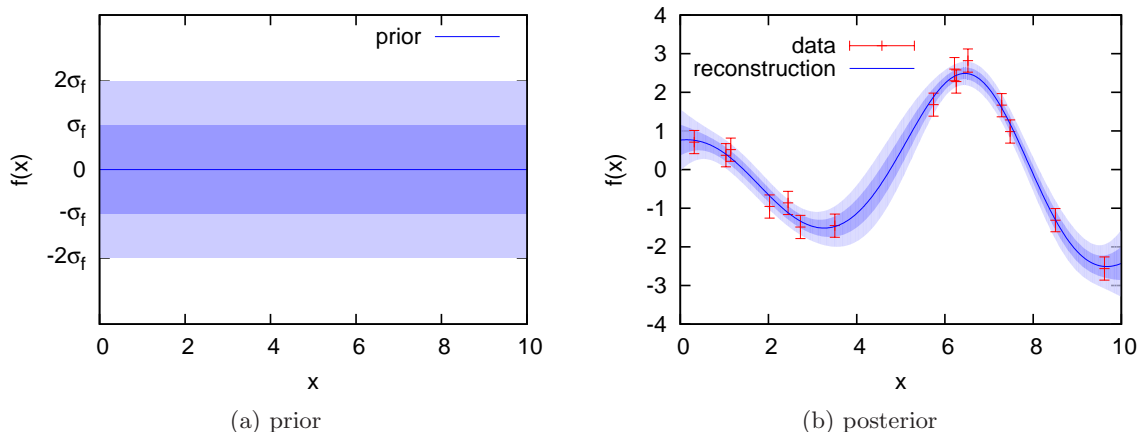 prior
2σf
σf
0
-σf
-2σf
f(x)
0 2 4 6 8 10
x
(a) prior
data
reconstruction
4
3
2
1
0
-1
-2
-3
-4
f(x)
0 2 4 6 8 10
x
(b) posterior